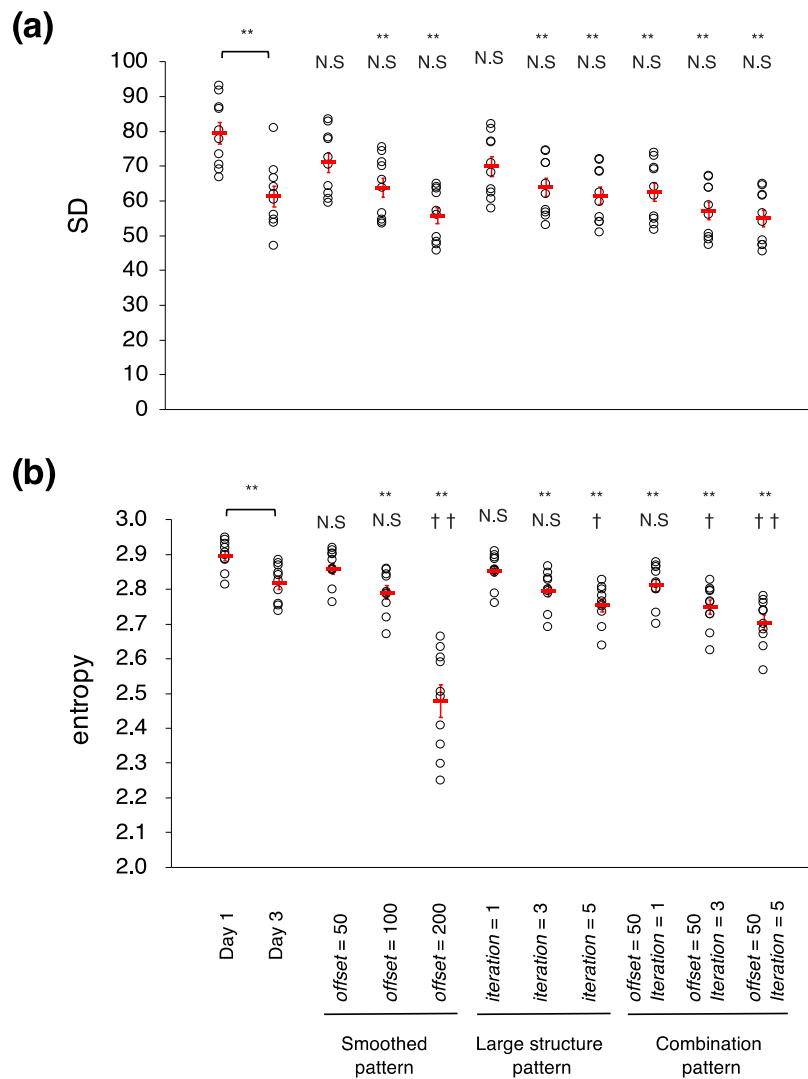 (a)
** ** ** ** ** ** ** **
N.S N.S N.S N.S N.S N.S N.S N.S N.S
100
90
80
70
60
50
40
30
20
10
0
SD
(b)
** ** ** ** ** ** ** **
N.S N.S † † N.S N.S † N.S † † †
3.0
2.9
2.8
2.7
2.6
2.5
2.4
2.3
2.2
2.1
2.0
entropy
Day 1
Day 3
offset = 50
offset = 100
offset = 200
iteration = 1
iteration = 3
iteration = 5
offset = 50
Iteration = 1
offset = 50
Iteration = 3
offset = 50
Iteration = 5
Smoothed
pattern
Large structure
pattern
Combination
pattern